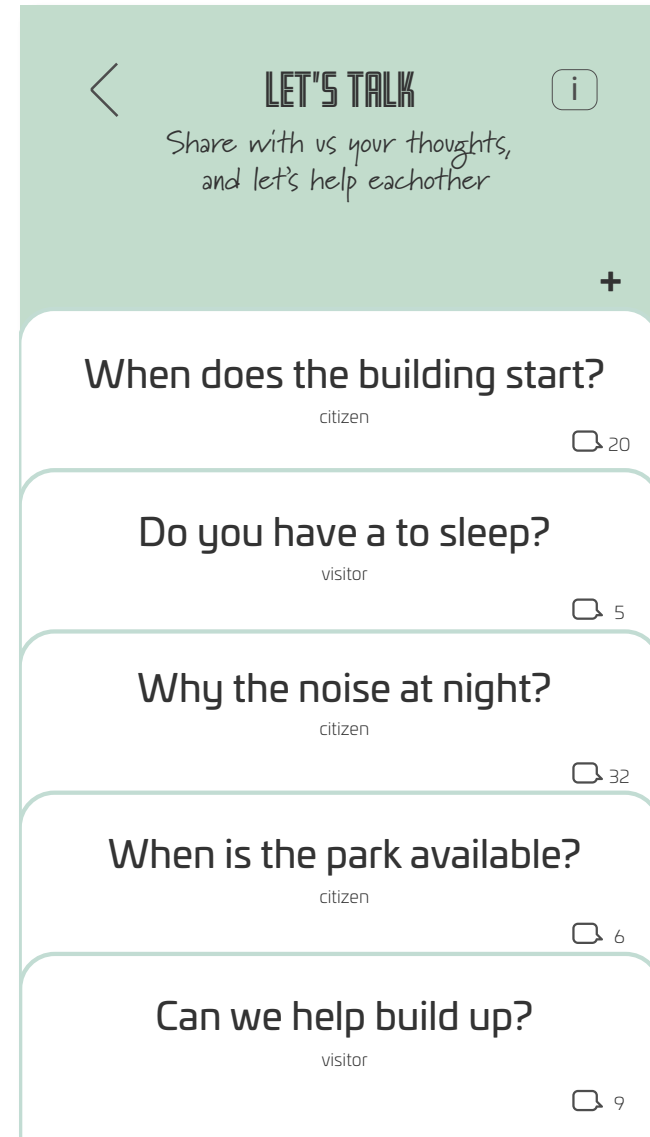 LET'S TALK
i
Share with us your thoughts,
and let's help eachother
+
When does the building start?
citizen
20
Do you have a to sleep?
visitor
5
Why the noise at night?
citizen
32
When is the park available?
citizen
6
Can we help build up?
visitor
9